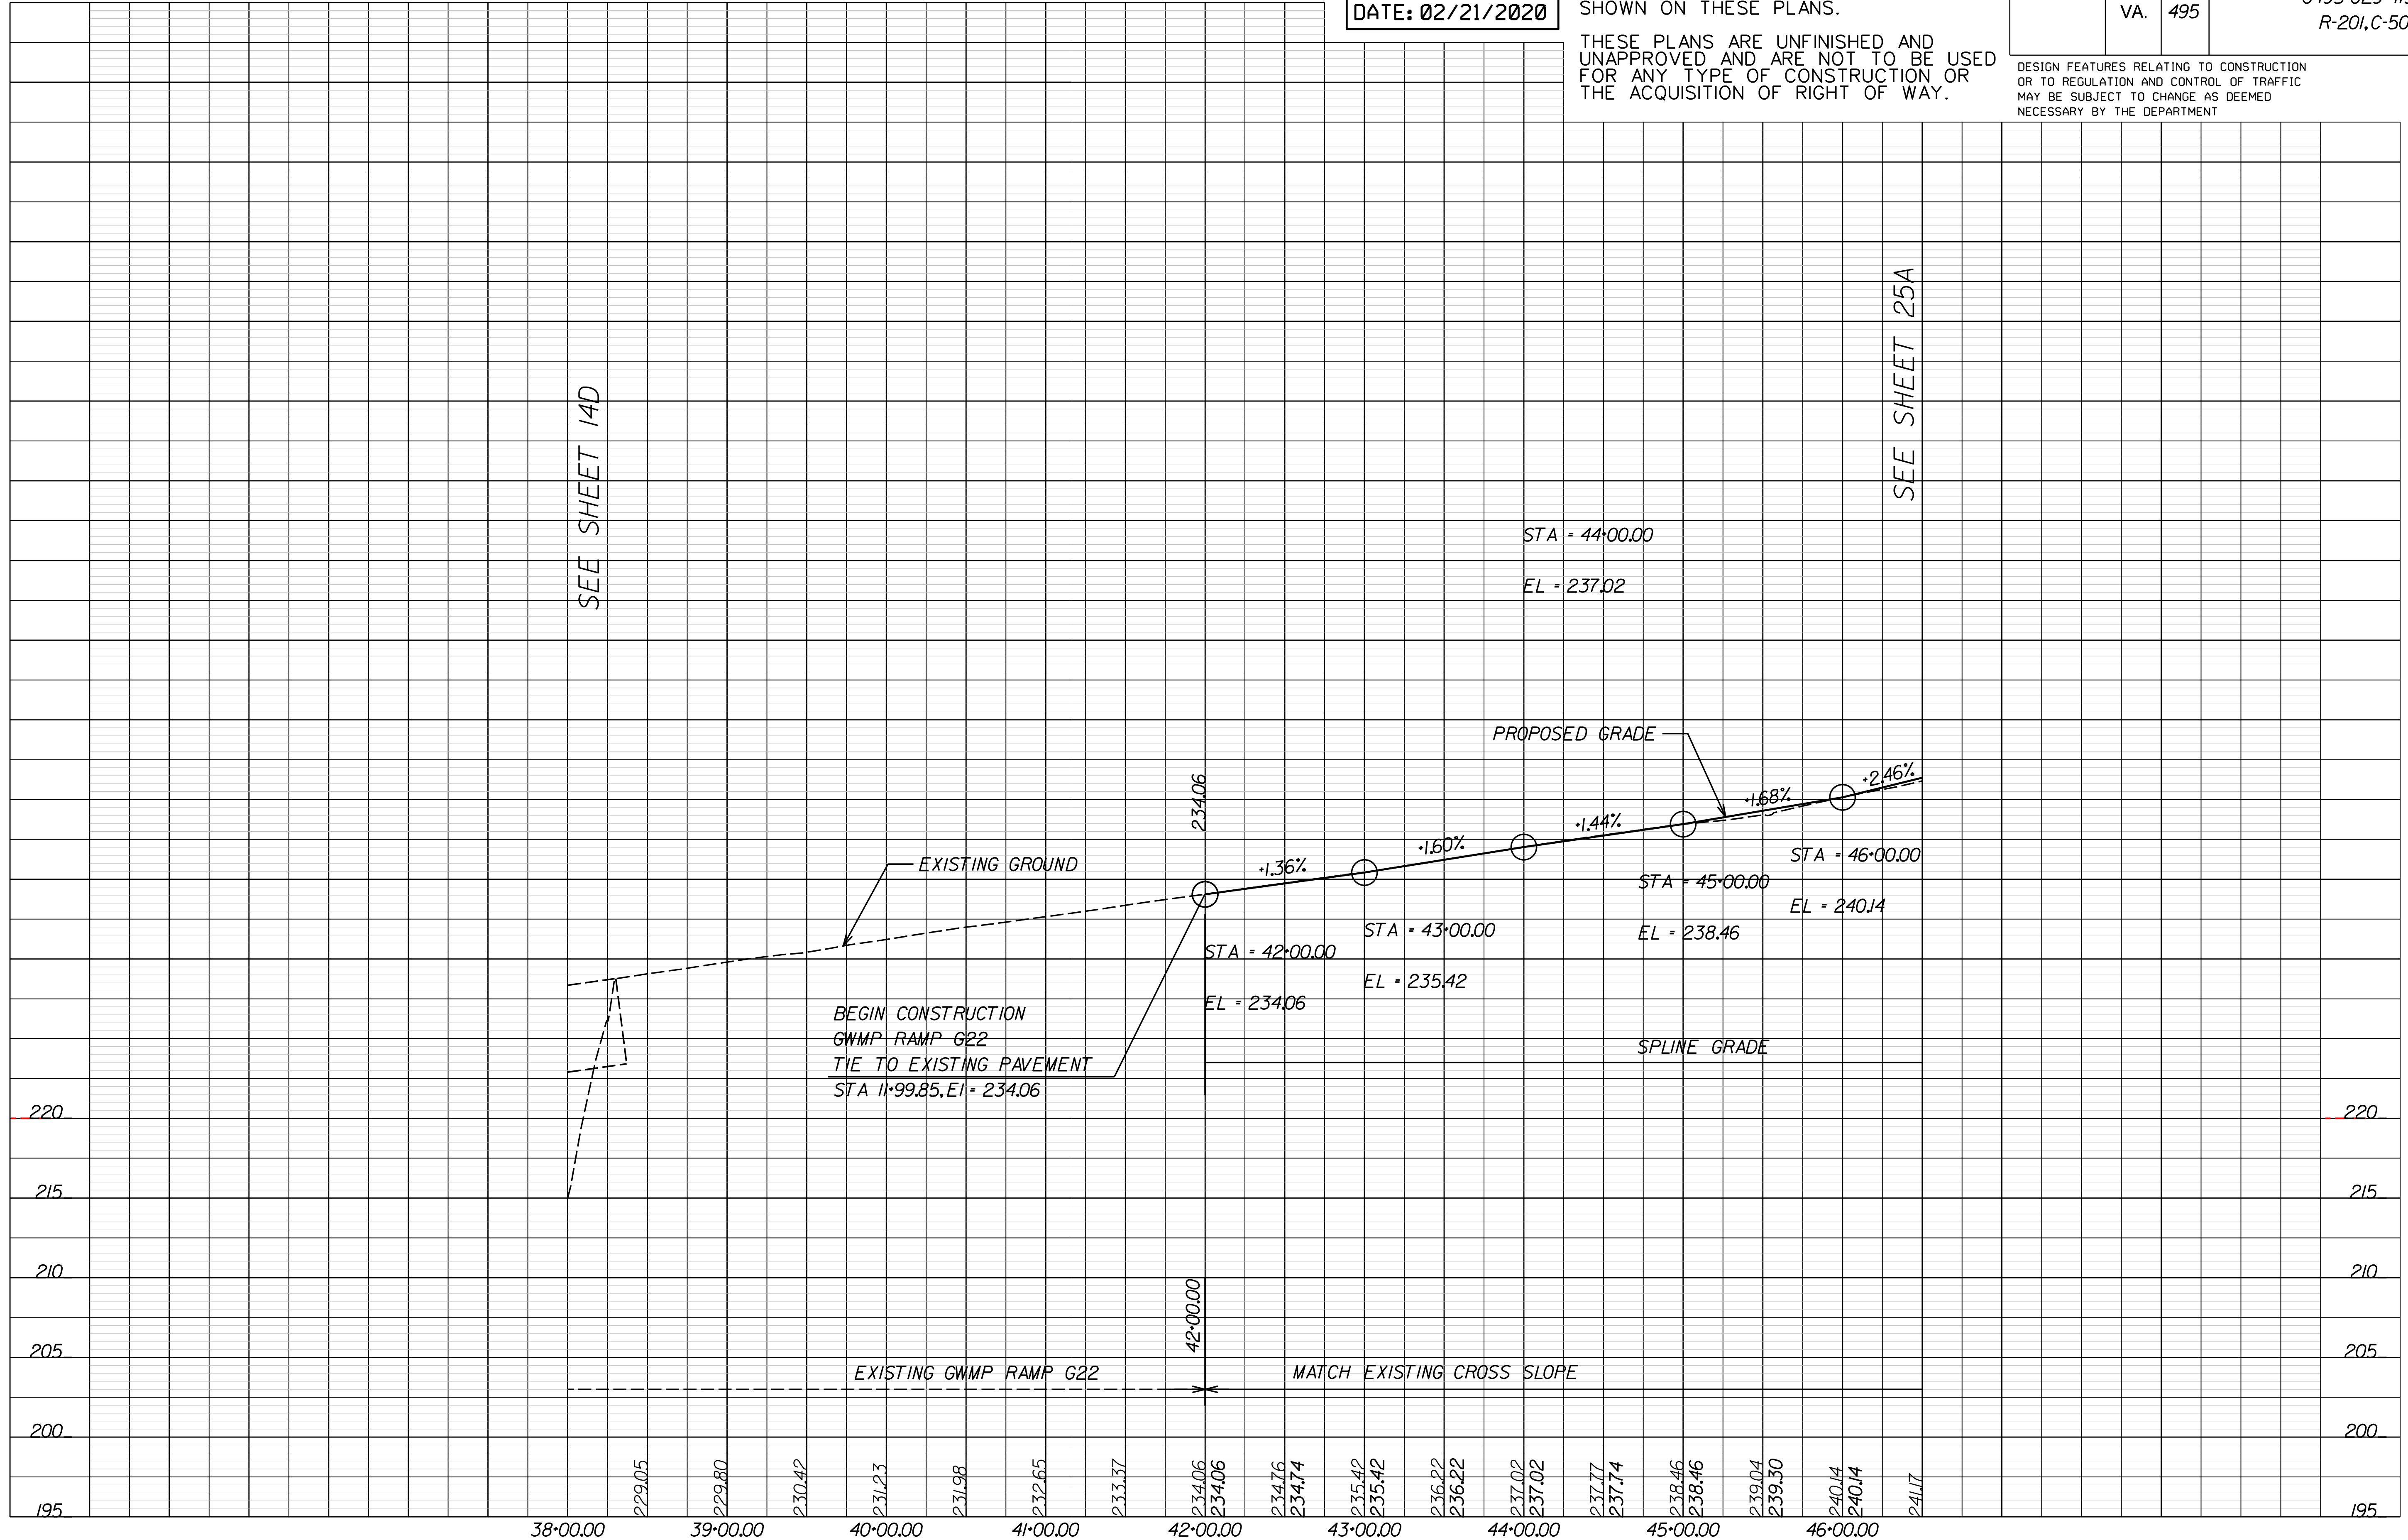 DATE: 02/21/2020
SHOWN ON THESE PLANS.
THESE PLANS ARE UNFINISHED AND
UNAPPROVED AND ARE NOT TO BE USED
FOR ANY TYPE OF CONSTRUCTION OR
THE ACQUISITION OF RIGHT OF WAY.
VA. 495
R-201, C-50
DESIGN FEATURES RELATING TO CONSTRUCTION
OR TO REGULATION AND CONTROL OF TRAFFIC
MAY BE SUBJECT TO CHANGE AS DEEMED
NECESSARY BY THE DEPARTMENT
SEE SHEET 14D
SEE SHEET 25A
STA = 44+00.00
EL = 237.02
PROPOSED GRADE
234.06
EXISTING GROUND
+1.36%
+1.60%
+1.44%
+1.68%
+2.46%
STA = 42+00.00
EL = 234.06
STA = 43+00.00
EL = 235.42
STA = 45+00.00
EL = 238.46
STA = 46+00.00
EL = 240.14
BEGIN CONSTRUCTION
GWMP RAMP G22
TIE TO EXISTING PAVEMENT
STA 11+99.85, El = 234.06
SPLINE GRADE
220 220
215 215
210 210
42+00.00
205 205
EXISTING GWMP RAMP G22
MATCH EXISTING CROSS SLOPE
200 200
195 195
229.05
229.80
230.42
231.23
231.98
232.65
233.37
234.06
234.06
234.76
234.74
235.42
235.42
236.22
236.22
237.02
237.02
237.77
237.74
238.46
238.46
239.04
239.30
240.14
240.14
241.17
38+00.00 39+00.00 40+00.00 41+00.00 42+00.00 43+00.00 44+00.00 45+00.00 46+00.00